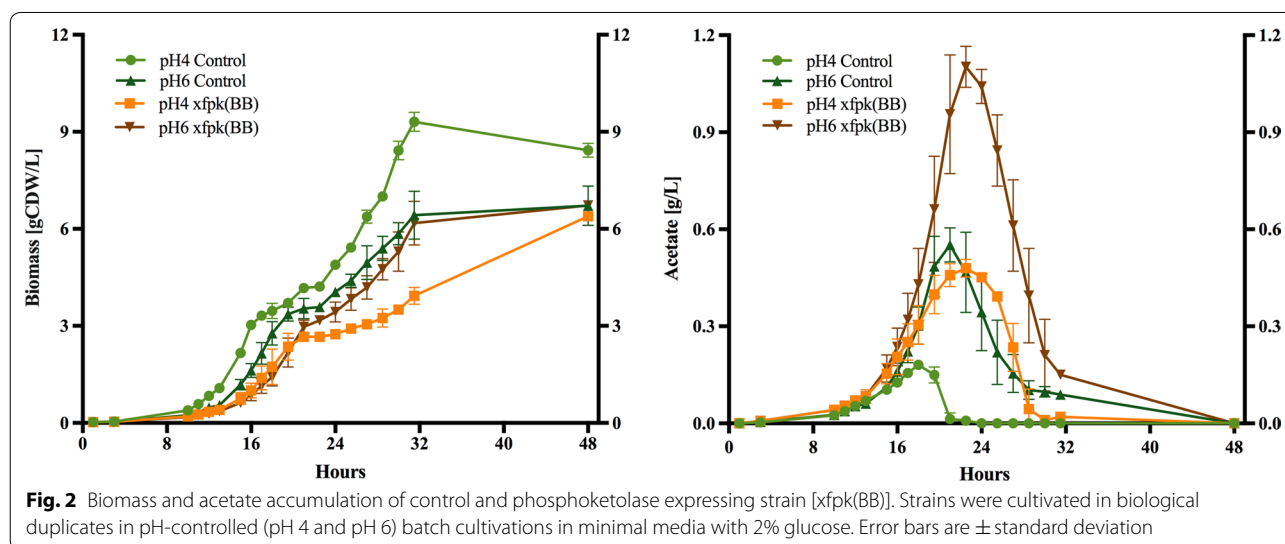 12
9
6
3
0
Biomass [gCDW/L]
pH4 Control
pH6 Control
pH4 xfpk(BB)
pH6 xfpk(BB)
12
9
6
3
0
0 8 16 24 32 40 48
Hours
1.2
0.9
0.6
0.3
0.0
Acetate [g/L]
pH4 Control
pH6 Control
pH4 xfpk(BB)
pH6 xfpk(BB)
1.2
0.9
0.6
0.3
0.0
0 8 16 24 32 40 48
Hours
Fig. 2 Biomass and acetate accumulation of control and phosphoketolase expressing strain [xfpk(BB)]. Strains were cultivated in biological
duplicates in pH-controlled (pH 4 and pH 6) batch cultivations in minimal media with 2% glucose. Error bars are ± standard deviation